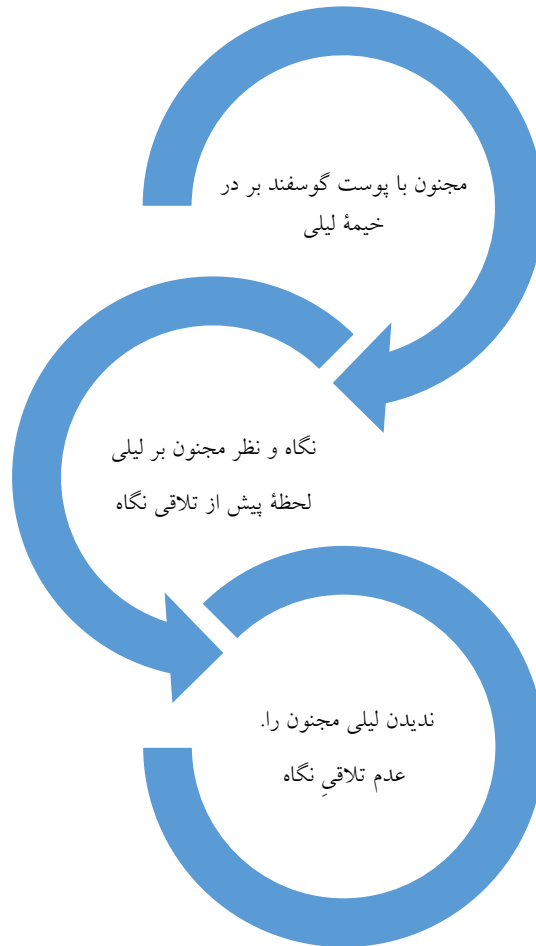 مجنون با پوست گوسفند بر در
خیمهٔ لیلی
نگاه و نظر مجنون بر لیلی
لحظهٔ پیش از تلاقی نگاه
ندیدن لیلی مجنون را.
عدم تلاقیِ نگاه